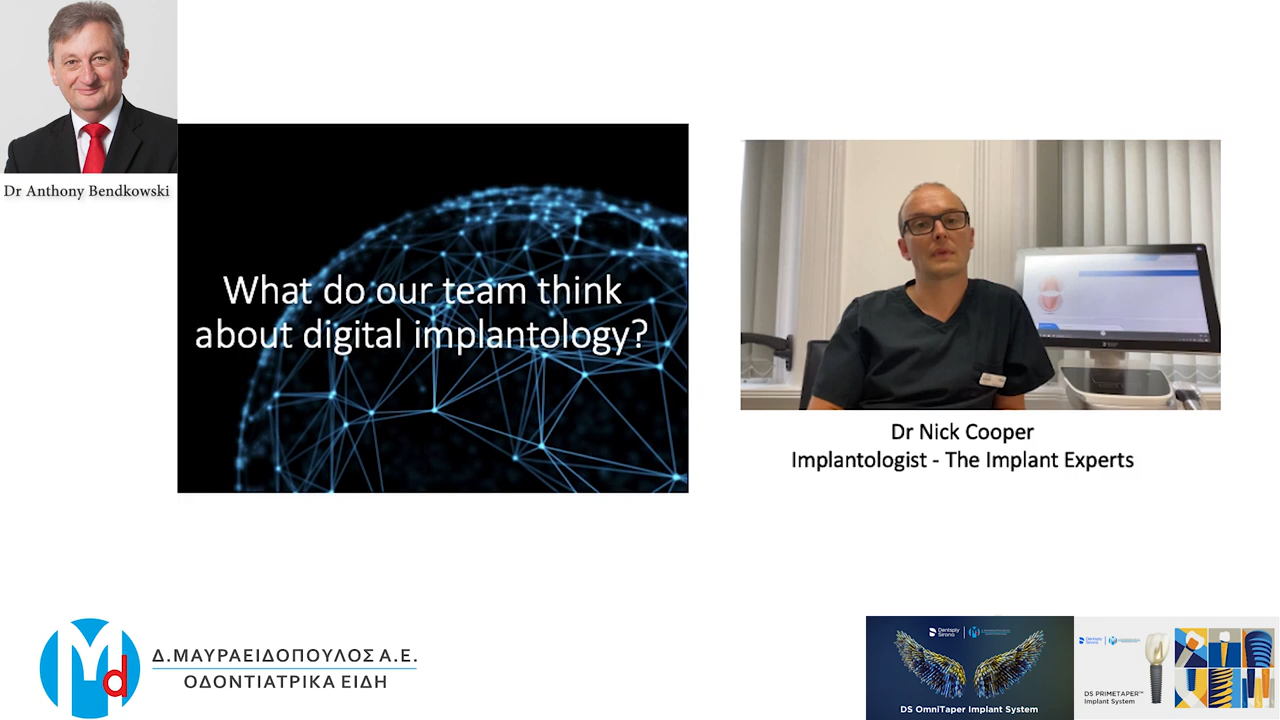 Dr Anthony Bendkowski
What do our team think
about digital implantology?
Dr Nick Cooper
Implantologist - The Implant Experts
Md
Δ.ΜΑΥΡΑΕΙΔΟΠΟΥΛΟΣ Α.Ε.
ΟΔΟΝΤΙΑΤΡΙΚΑ ΕΙΔΗ
Dentsply
Sirona
DS OmniTaper Implant System
Dentsply
Sirona
DS PRIMETAPER™
Implant System